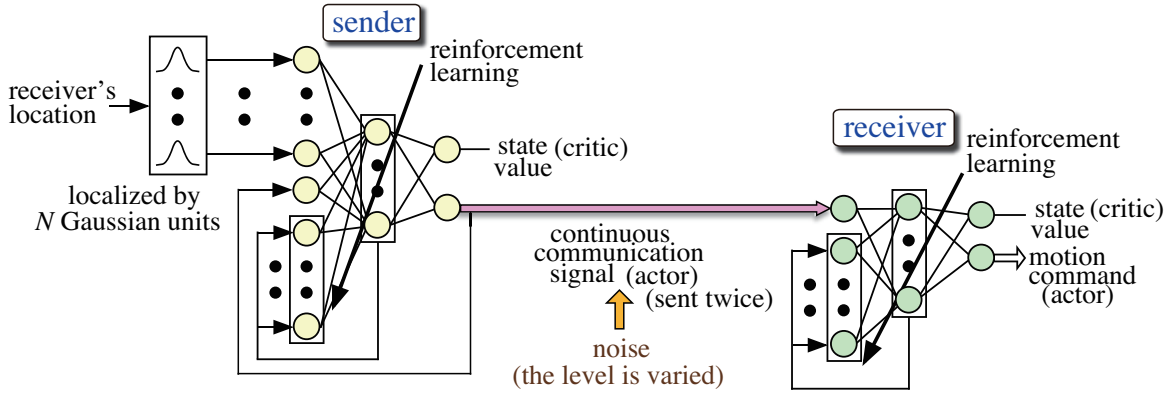 sender
reinforcement
learning
receiver's
location
localized by
N Gaussian units
state (critic)
value
continuous
communication
signal (actor)
(sent twice)
noise
(the level is varied)
receiver
reinforcement
learning
state (critic)
value
motion
command
(actor)